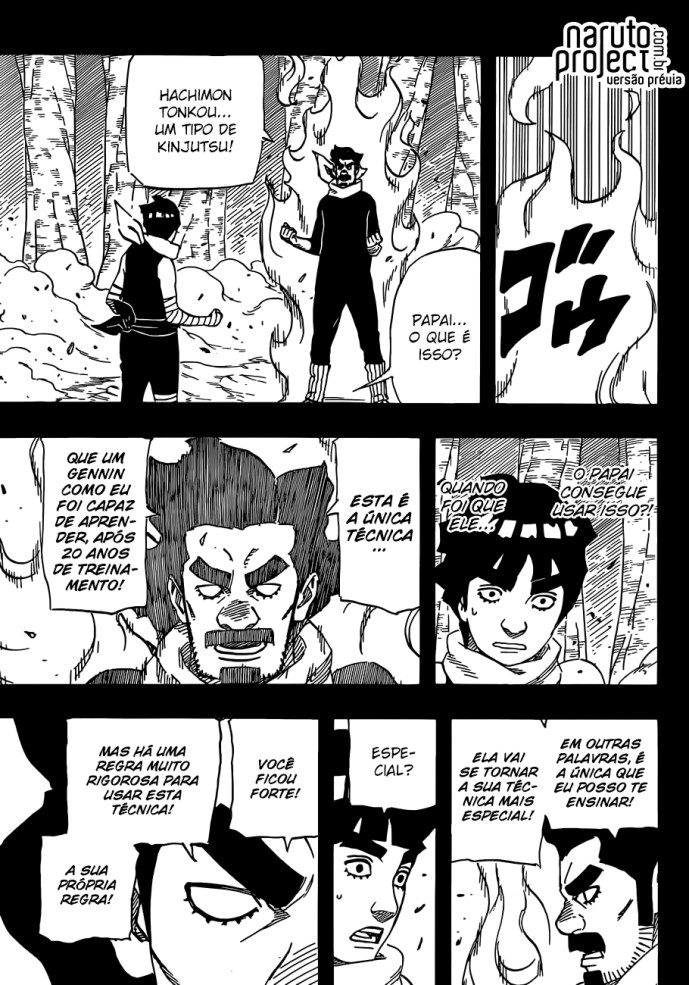 naruto
project
.com.br
versão prévia
ゴゥ
PAPAI...
O QUE É
ISSO?
HACHIMON
TONKOU...
UM TIPO DE
KINJUTSU!
O PAPAI
CONSEGUE
USAR ISSO?!
QUANDO
FOI QUE
ELE...
ESTA É
A ÚNICA
TÉCNICA
...
QUE UM
GENNIN
COMO EU
FOI CAPAZ
DE APREN-
DER, APÓS
20 ANOS
DE TREINA-
MENTO!
EM OUTRAS
PALAVRAS, É
A ÚNICA QUE
EU POSSO TE
ENSINAR!
ELA VAI
SE TORNAR
A SUA TÉC-
NICA MAIS
ESPECIAL!
ESPE-
CIAL?
VOCÊ
FICOU
FORTE!
MAS HÁ UMA
REGRA MUITO
RIGOROSA PARA
USAR ESTA
TÉCNICA!
A SUA
PRÓPRIA
REGRA!